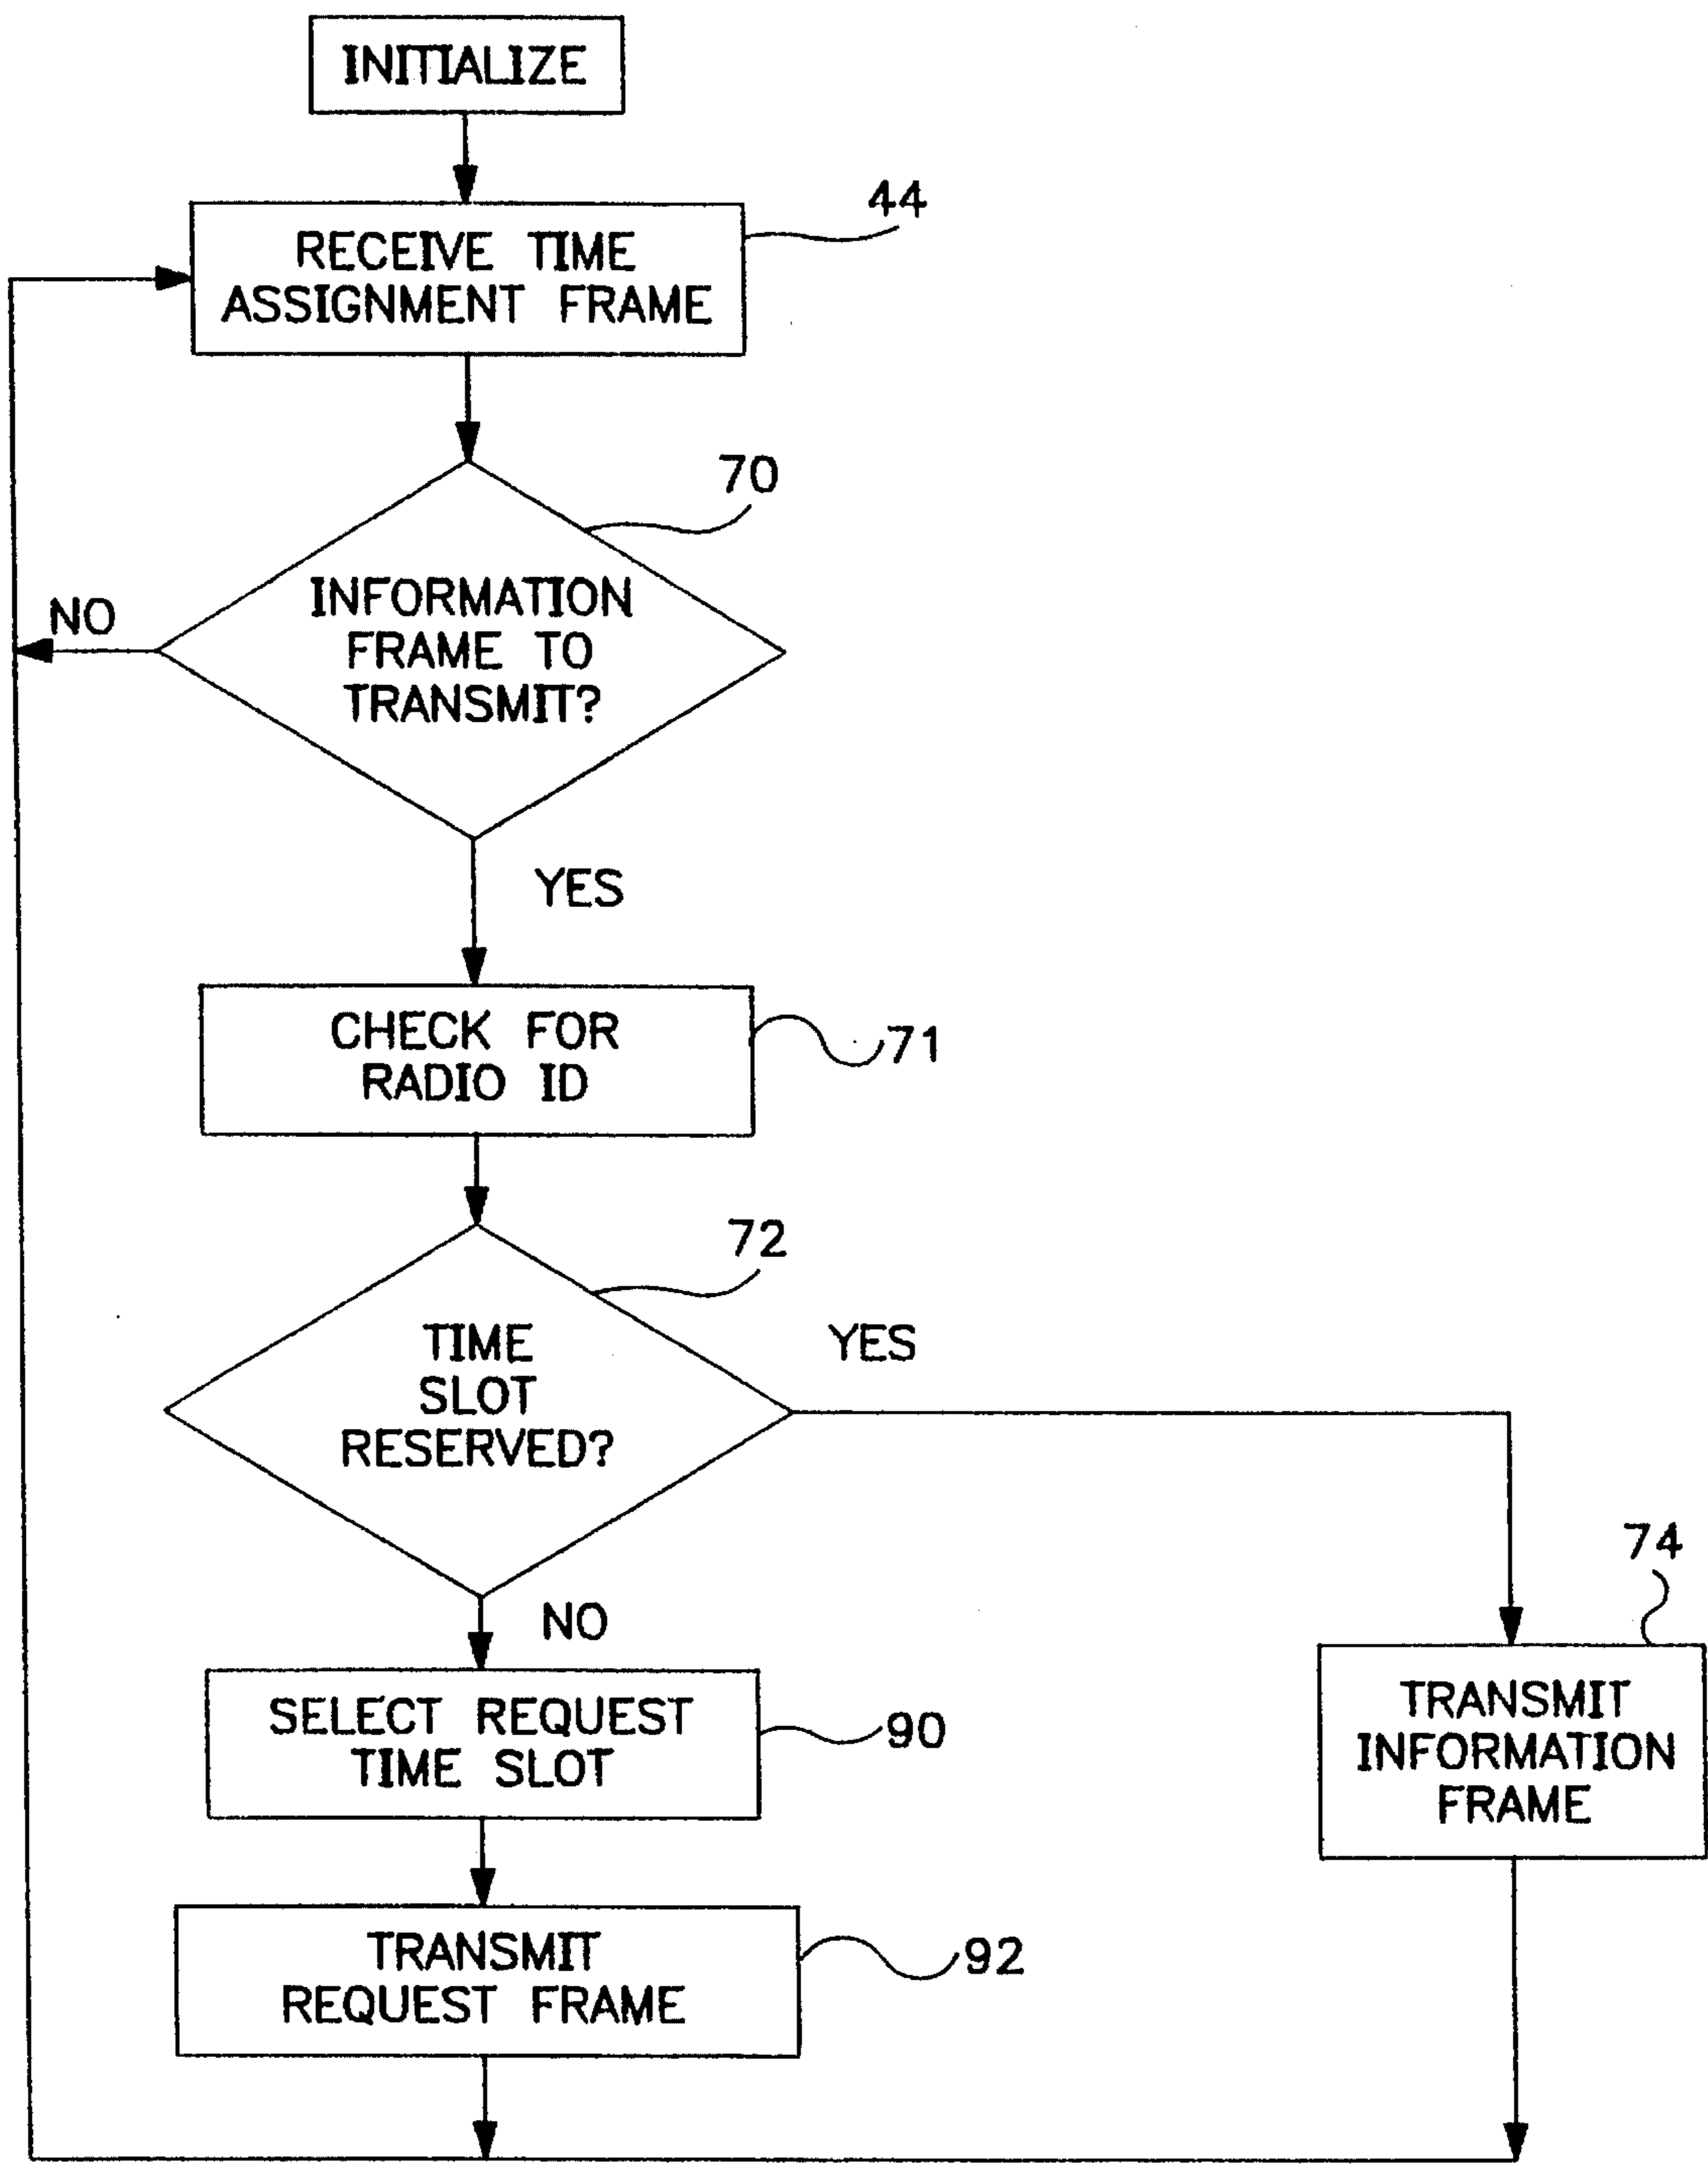 INITIALIZE
44
RECEIVE TIME
ASSIGNMENT FRAME
70
INFORMATION
FRAME TO
TRANSMIT?
NO
YES
CHECK FOR
RADIO ID
71
72
TIME
SLOT
RESERVED?
YES
NO
74
SELECT REQUEST
TIME SLOT
90
TRANSMIT
INFORMATION
FRAME
TRANSMIT
REQUEST FRAME
92